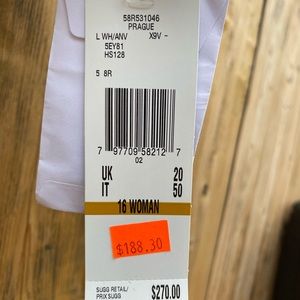 58R531046
PRAGUE
L WH/ANV X9V -
5EY81
HS128
5 8R
7 97709 58212 7
02
UK 20
IT 50
16 WOMAN
$188.30
SUGG RETAIL/
PRIX SUGG $270.00